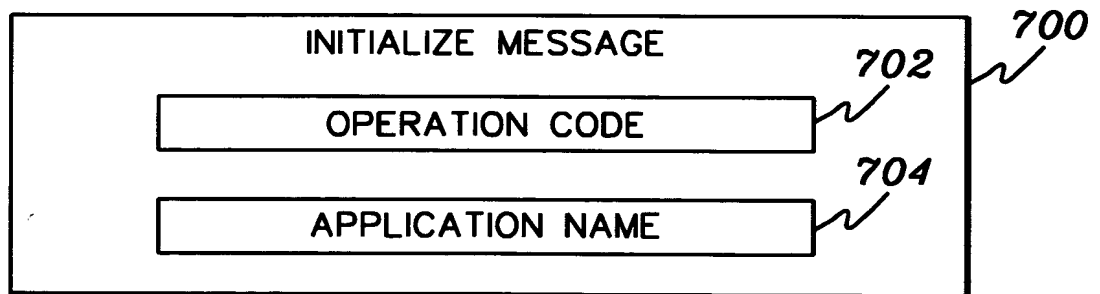 700
INITIALIZE MESSAGE
702
OPERATION CODE
704
APPLICATION NAME